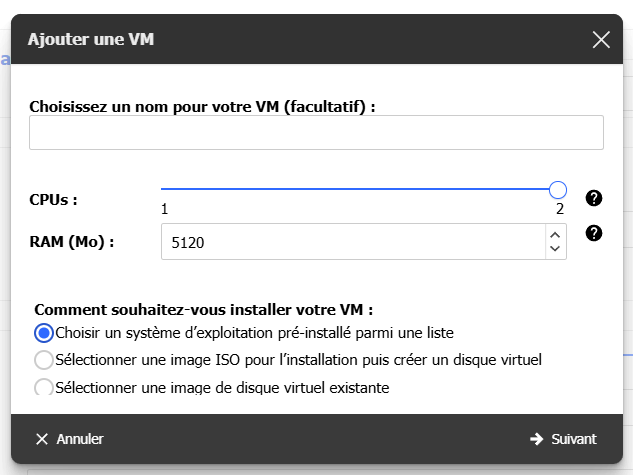 Ajouter une VM
Choisissez un nom pour votre VM (facultatif) :
CPUs :
1
2
RAM (Mo) :
5120
Comment souhaitez-vous installer votre VM :
Choisir un système d’exploitation pré-installé parmi une liste
Sélectionner une image ISO pour l’installation puis créer un disque virtuel
Sélectionner une image de disque virtuel existante
Annuler
Suivant